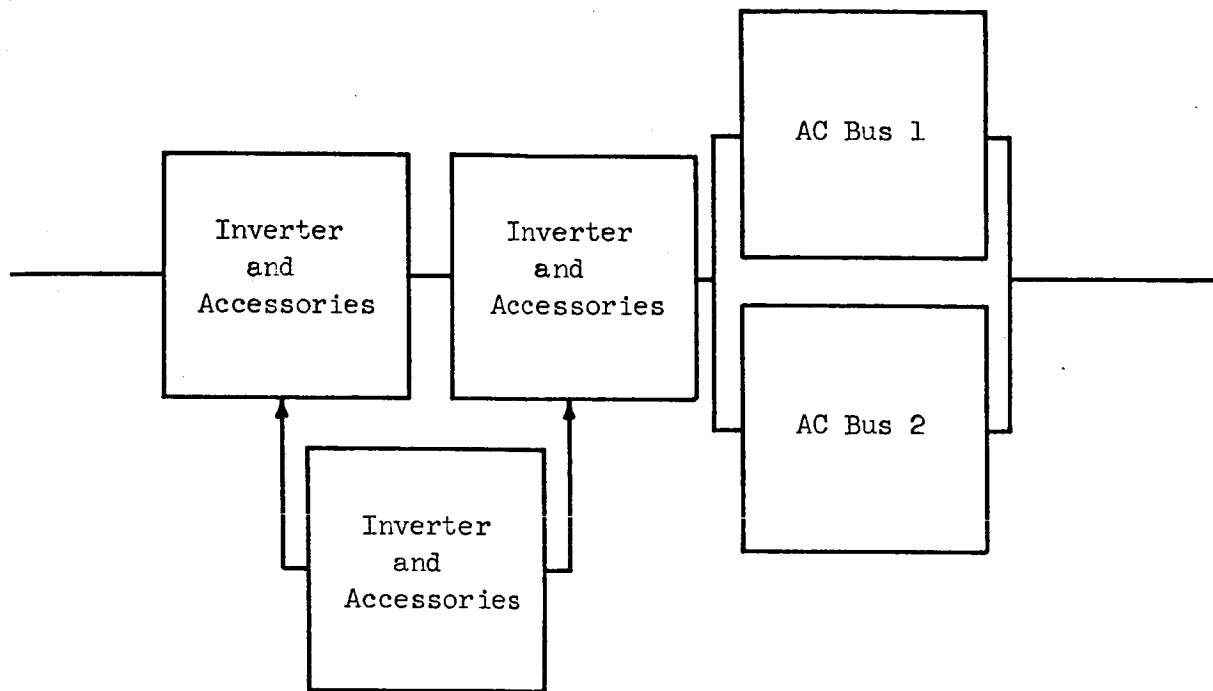 Inverter
and
Accessories
Inverter
and
Accessories
AC Bus 1
AC Bus 2
Inverter
and
Accessories